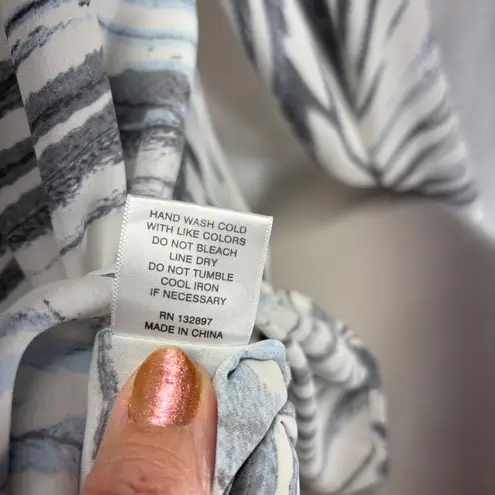 HAND WASH COLD
WITH LIKE COLORS
DO NOT BLEACH
LINE DRY
DO NOT TUMBLE
COOL IRON
IF NECESSARY
RN 132897
MADE IN CHINA